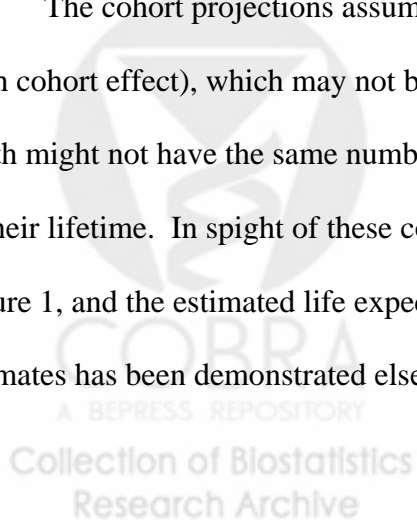 The cohort projections assum
n cohort effect), which may not b
th might not have the same numb
heir lifetime. In spight of these co
ure 1, and the estimated life expec
mates has been demonstrated else
COBRA
A BEPRESS REPOSITORY
Collection of Biostatistics
Research Archive